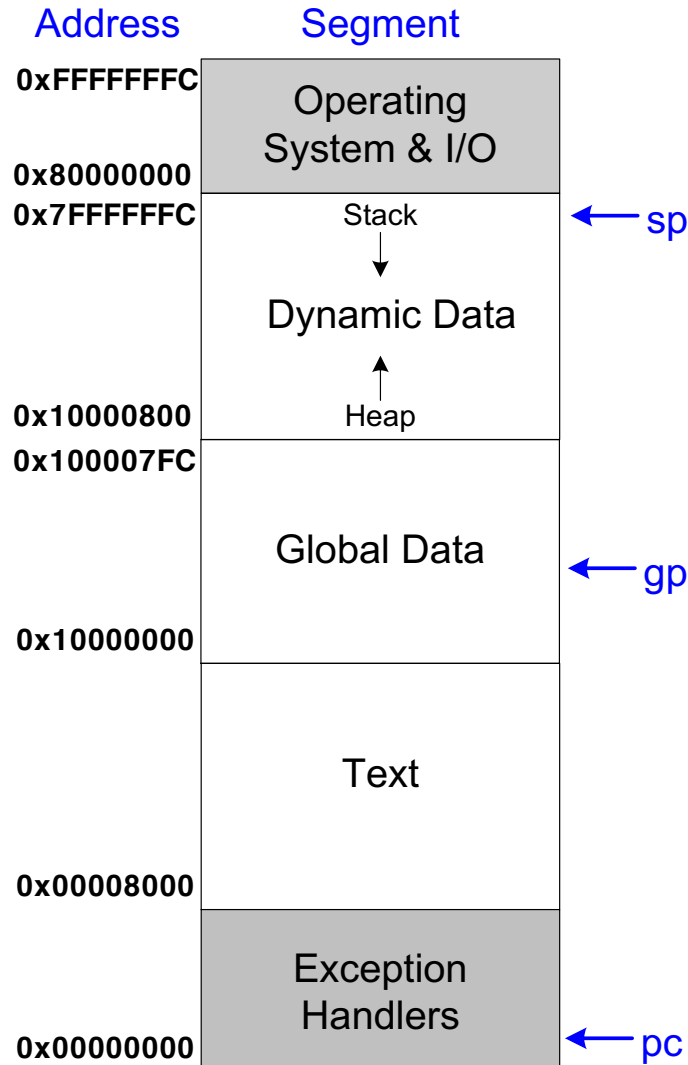 Address Segment
0xFFFFFFFC
Operating
System & I/O
0x80000000
0x7FFFFFFC Stack sp
Dynamic Data
0x10000800 Heap
0x100007FC
Global Data
gp
0x10000000
Text
0x00008000
Exception
Handlers
0x00000000 pc